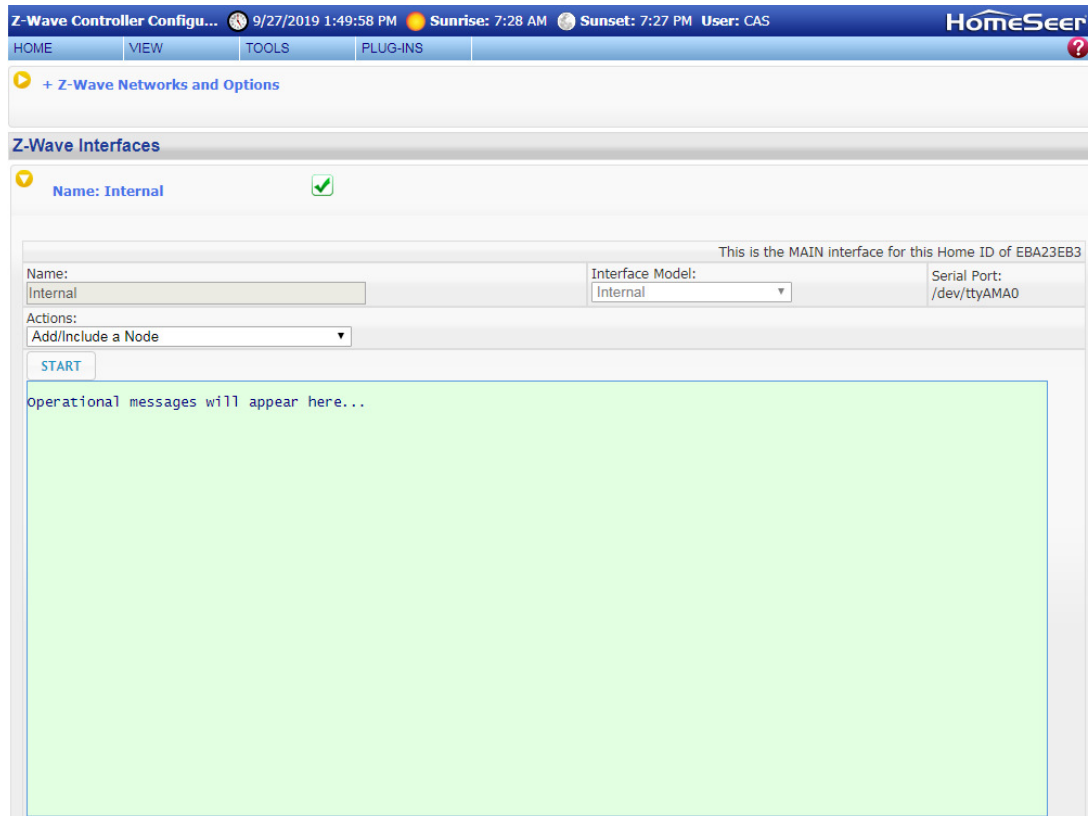 Z-Wave Controller Configu... 9/27/2019 1:49:58 PM Sunrise: 7:28 AM Sunset: 7:27 PM User: CAS HomeSeer
HOME VIEW TOOLS PLUG-INS ?
+ Z-Wave Networks and Options
Z-Wave Interfaces
Name: Internal
This is the MAIN interface for this Home ID of EBA23EB3
Name: Interface Model: Serial Port:
Internal Internal /dev/ttyAMA0
Actions:
Add/Include a Node
START
Operational messages will appear here...